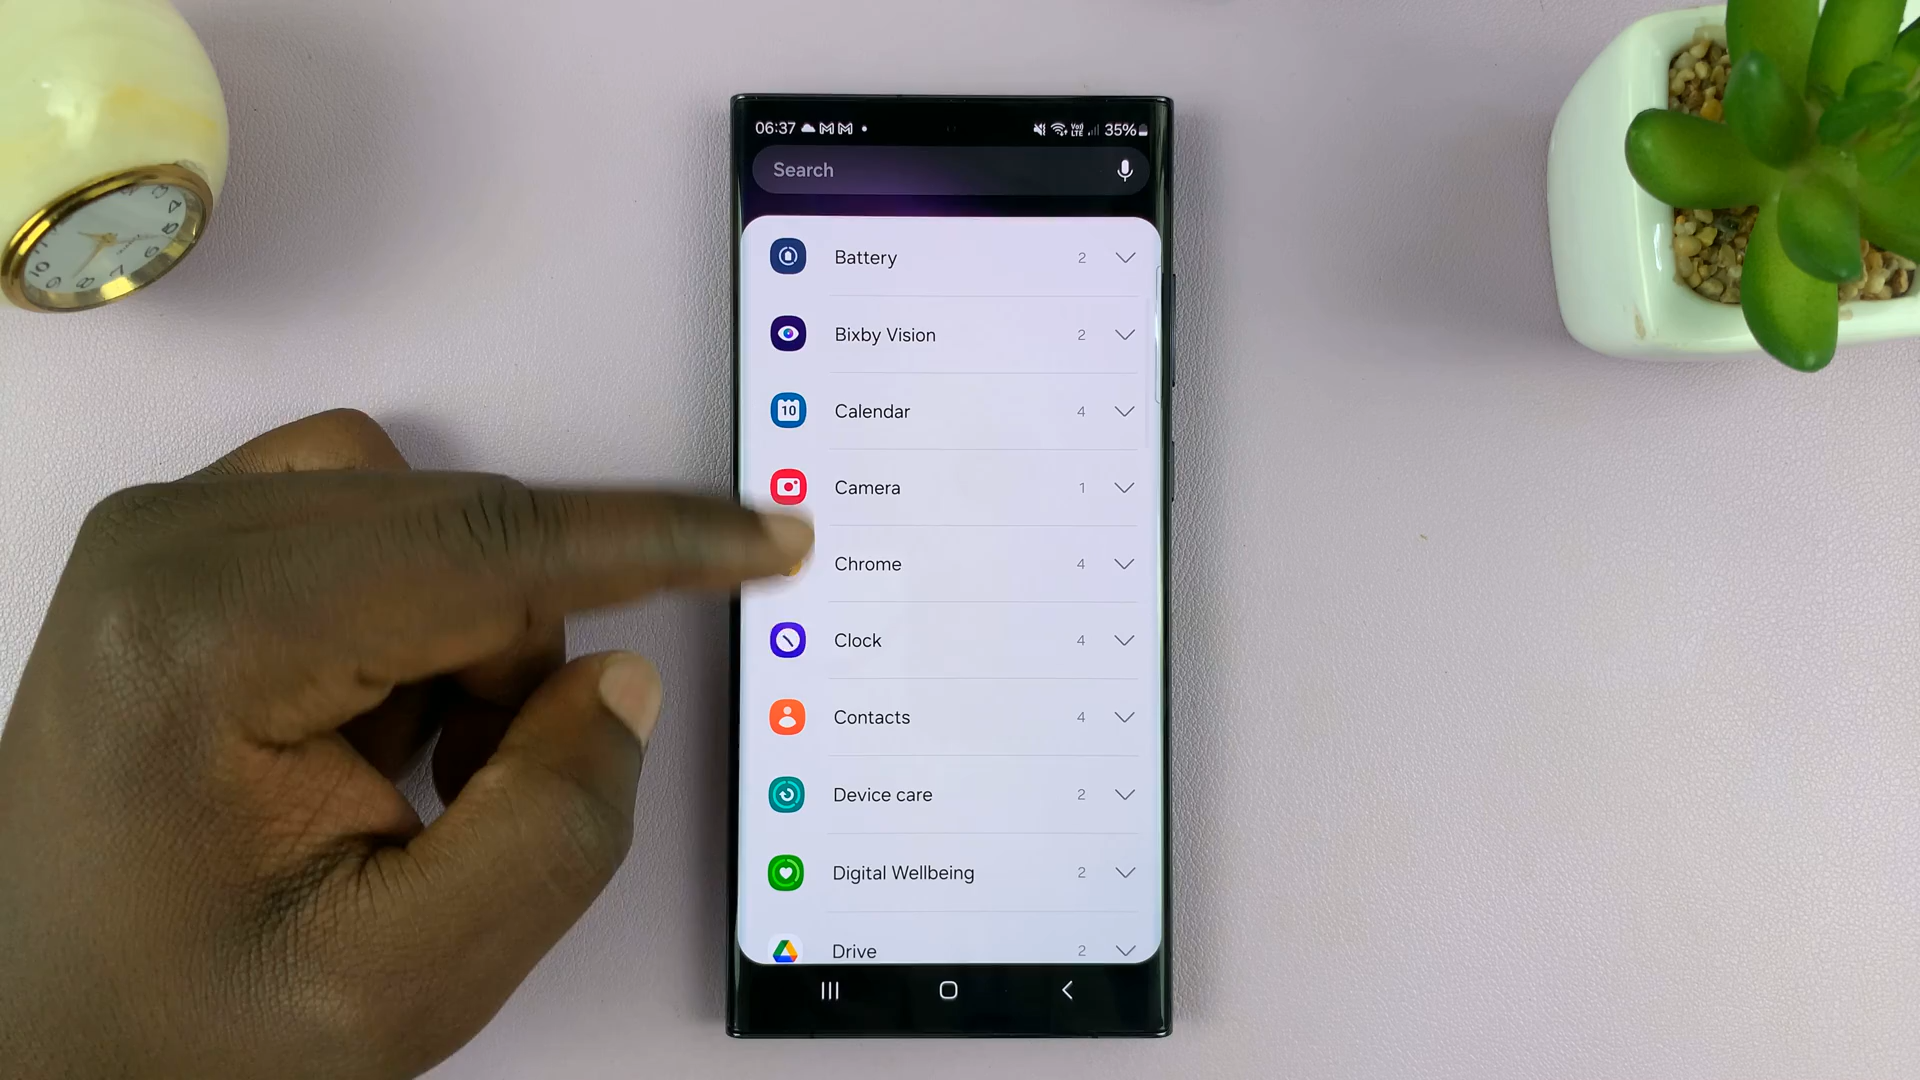 06:37 35%
Search
Battery 2
Bixby Vision 2
Calendar 4
10
Camera 1
Chrome 4
Clock 4
Contacts 4
Device care 2
Digital Wellbeing 2
Drive 2